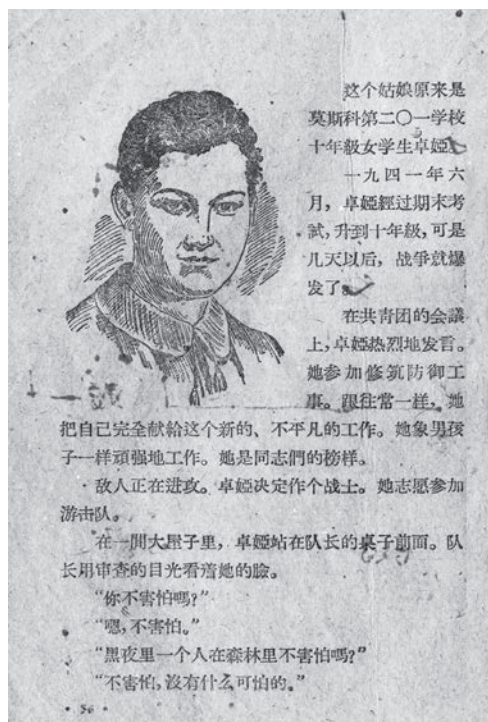 这个姑娘原来是
莫斯科第二〇一学校
十年級女学生卓婭。
一九四一年六
月，卓婭經过期末考
試，升到十年級，可是
几天以后，战爭就爆
发了。
在共青团的会議
上，卓婭热烈地发言。
她参加修筑防御工
事。跟往常一样，她
把自己完全献給这个新的、不平凡的工作。她象男孩
子一样頑强地工作。她是同志們的榜样。
敌人正在进攻。卓婭决定作个战士。她志愿参加
游击队。
在一間大屋子里，卓婭站在队长的桌子前面。队
长用审查的目光看着她的臉。
“你不害怕嗎？”
“嗯，不害怕。”
“黑夜里一个人在森林里不害怕嗎？”
“不害怕，沒有什么可怕的。”
· 56 ·